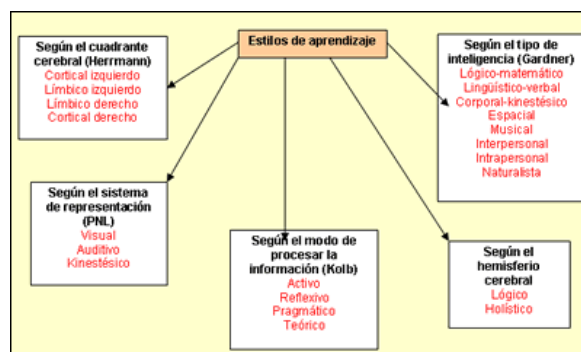 Estilos de aprendizaje
Según el cuadrante
cerebral (Herrmann)
Cortical izquierdo
Límbico izquierdo
Límbico derecho
Cortical derecho
Según el tipo de
inteligencia (Gardner)
Lógico-matemático
Lingüístico-verbal
Corporal-kinestésico
Espacial
Musical
Interpersonal
Intrapersonal
Naturalista
Según el sistema
de representación
(PNL)
Visual
Auditivo
Kinestésico
Según el modo de
procesar la
información (Kolb)
Activo
Reflexivo
Pragmático
Teórico
Según el
hemisferio
cerebral
Lógico
Holístico